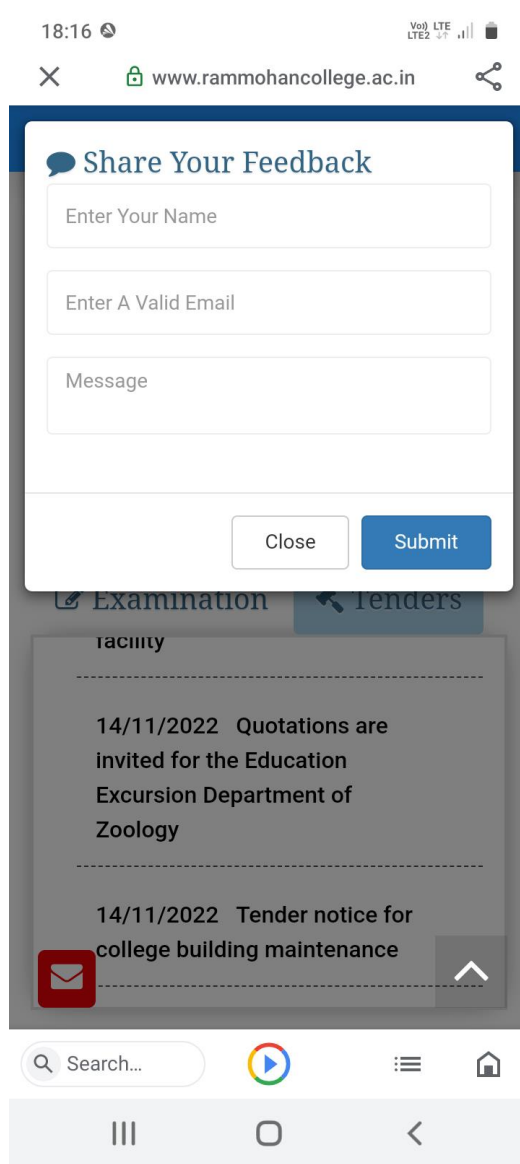 18:16
Vo)) LTE
LTE2
www.rammohancollege.ac.in
Share Your Feedback
Enter Your Name
Enter A Valid Email
Message
Close
Submit
Examination
Tenders
facility
14/11/2022 Quotations are
invited for the Education
Excursion Department of
Zoology
14/11/2022 Tender notice for
college building maintenance
Search...